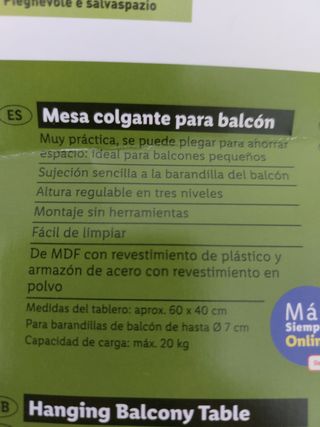 Pieghevole e salvaspazio
ES
Mesa colgante para balcón
Muy práctica, se puede plegar para ahorrar
espacio: ideal para balcones pequeños
Sujeción sencilla a la barandilla del balcón
Altura regulable en tres niveles
Montaje sin herramientas
Fácil de limpiar
De MDF con revestimiento de plástico y
armazón de acero con revestimiento en
polvo
Medidas del tablero: aprox. 60 x 40 cm
Para barandillas de balcón de hasta Ø 7 cm
Capacidad de carga: máx. 20 kg
Má
Siemp
Onlin
B
Hanging Balcony Table